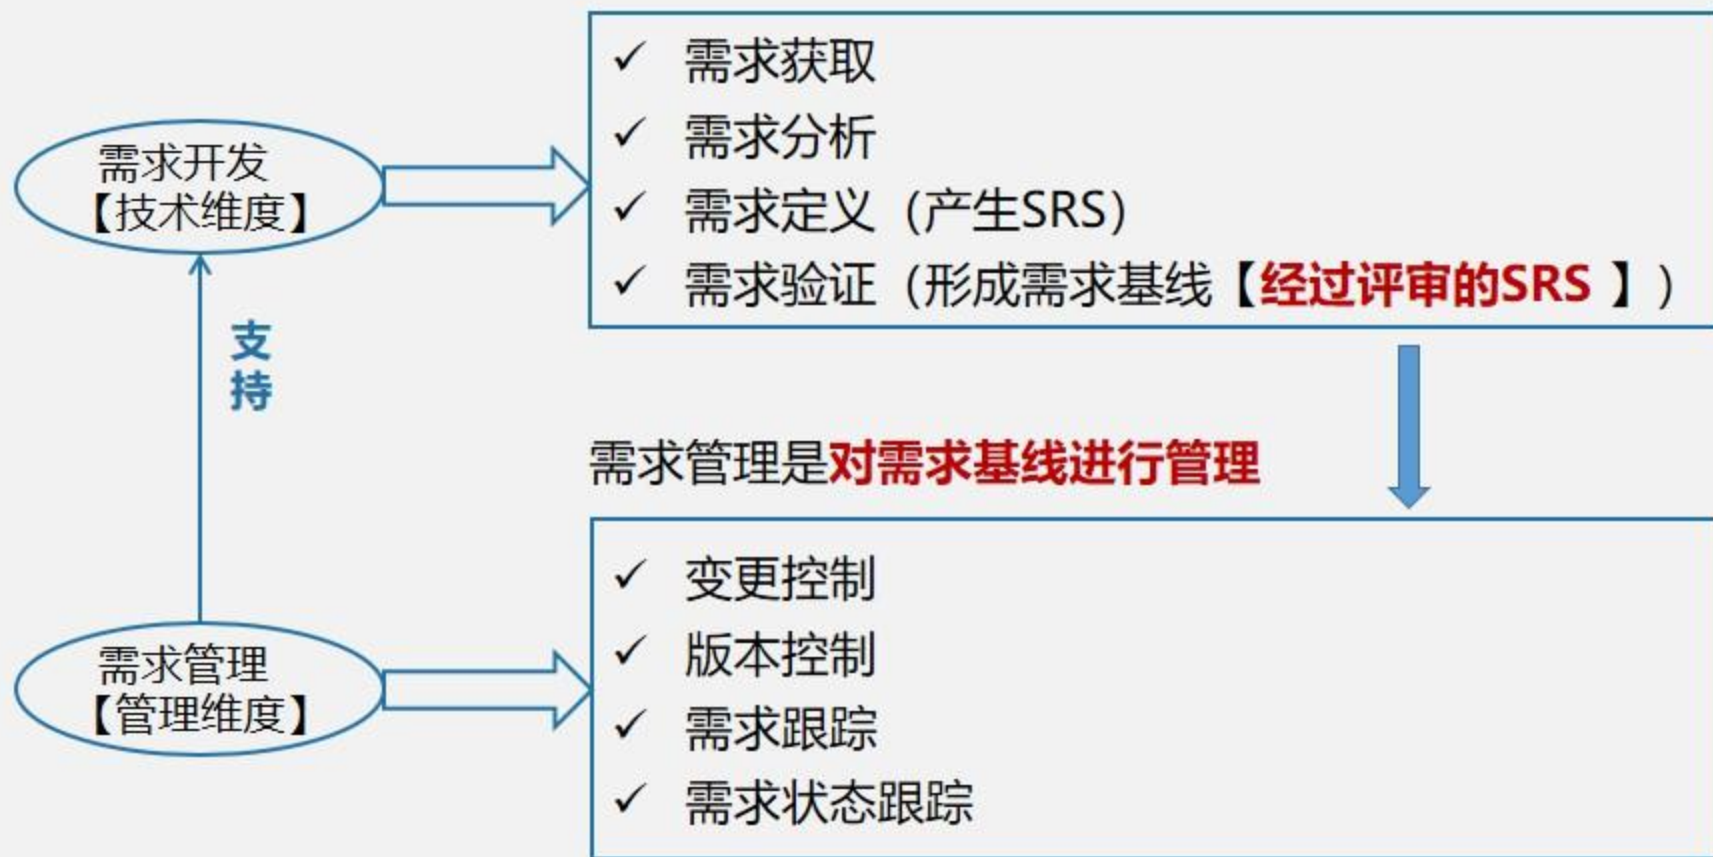 需求开发
【技术维度】
✓ 需求获取
✓ 需求分析
✓ 需求定义（产生SRS）
✓ 需求验证（形成需求基线【经过评审的SRS 】）
支
持
需求管理是对需求基线进行管理
需求管理
【管理维度】
✓ 变更控制
✓ 版本控制
✓ 需求跟踪
✓ 需求状态跟踪